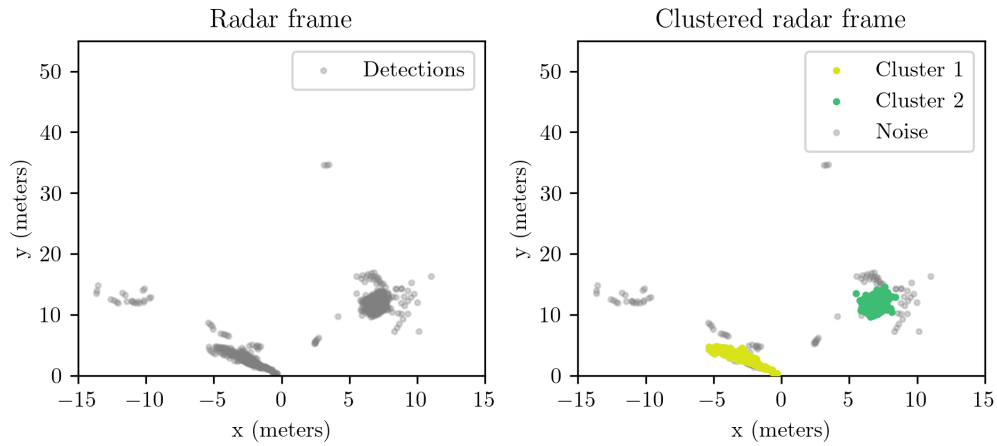 Radar frame
Detections
50
40
30
20
10
0
−15
−10
−5
0
5
10
15
x (meters)
y (meters)
Clustered radar frame
Cluster 1
Cluster 2
Noise
50
40
30
20
10
0
−15
−10
−5
0
5
10
15
x (meters)
y (meters)